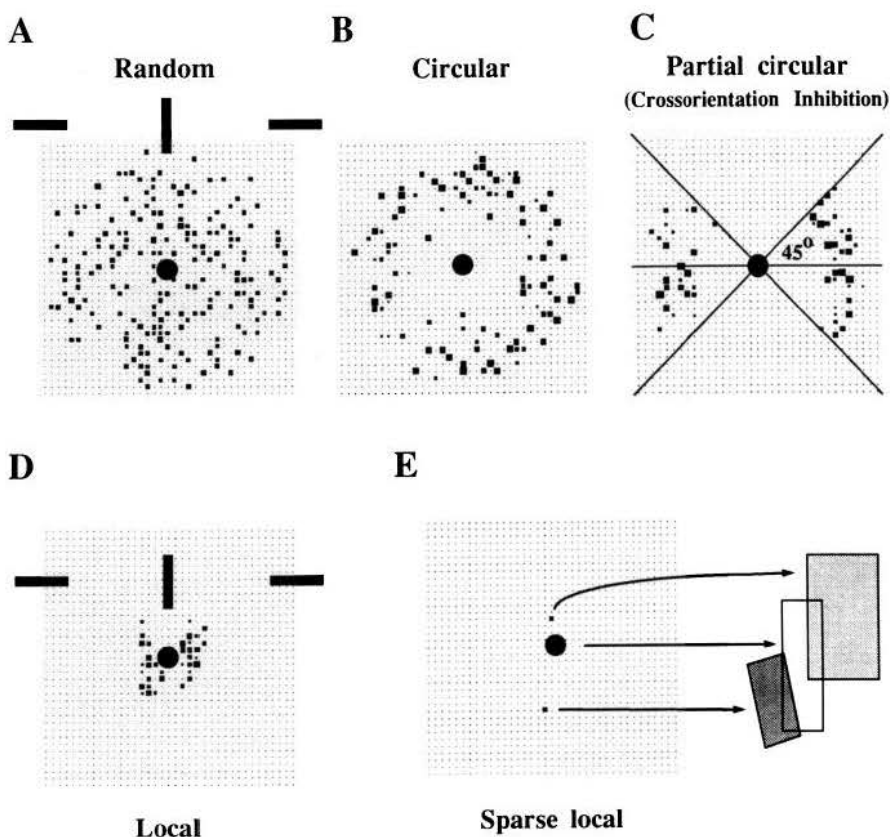 A
Random
B
Circular
C
Partial circular
(Crossorientation Inhibition)
45°
D
Local
E
Sparse local